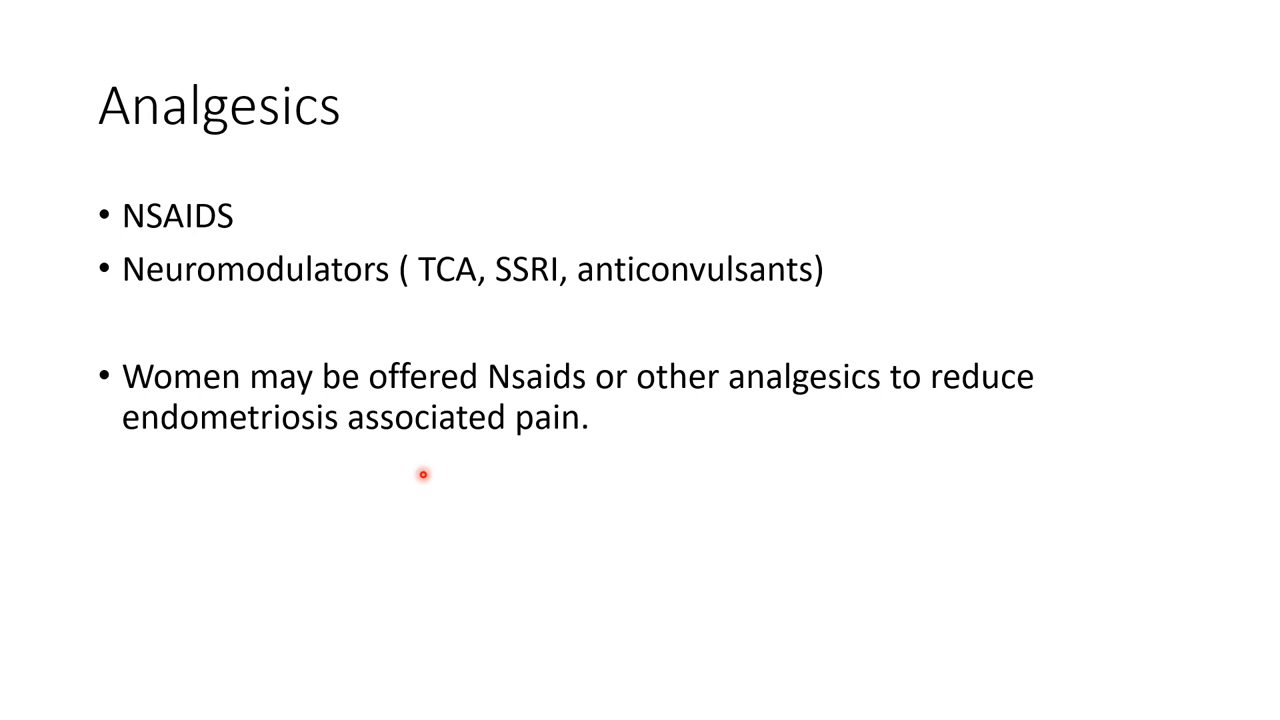 Analgesics
• NSAIDS
• Neuromodulators ( TCA, SSRI, anticonvulsants)
• Women may be offered Nsaids or other analgesics to reduce
endometriosis associated pain.